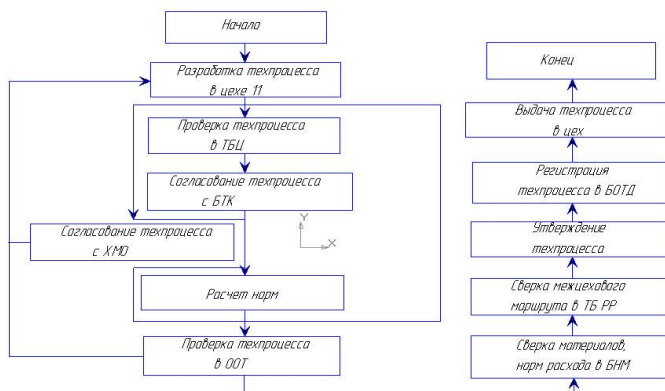 Начало
Разработка техпроцесса
в цехе 11
Проверка техпроцесса
в ТБЦ
Согласование техпроцесса
с БТК
Согласование техпроцесса
с ХМО
Y
X
Расчет норм
Проверка техпроцесса
в ООТ
Конец
Выдача техпроцесса
в цех
Регистрация
техпроцесса в БОТД
Утверждение
техпроцесса
Сверка межцехового
маршрута в ТБ РР
Сверка материалов,
норм расхода в БНМ